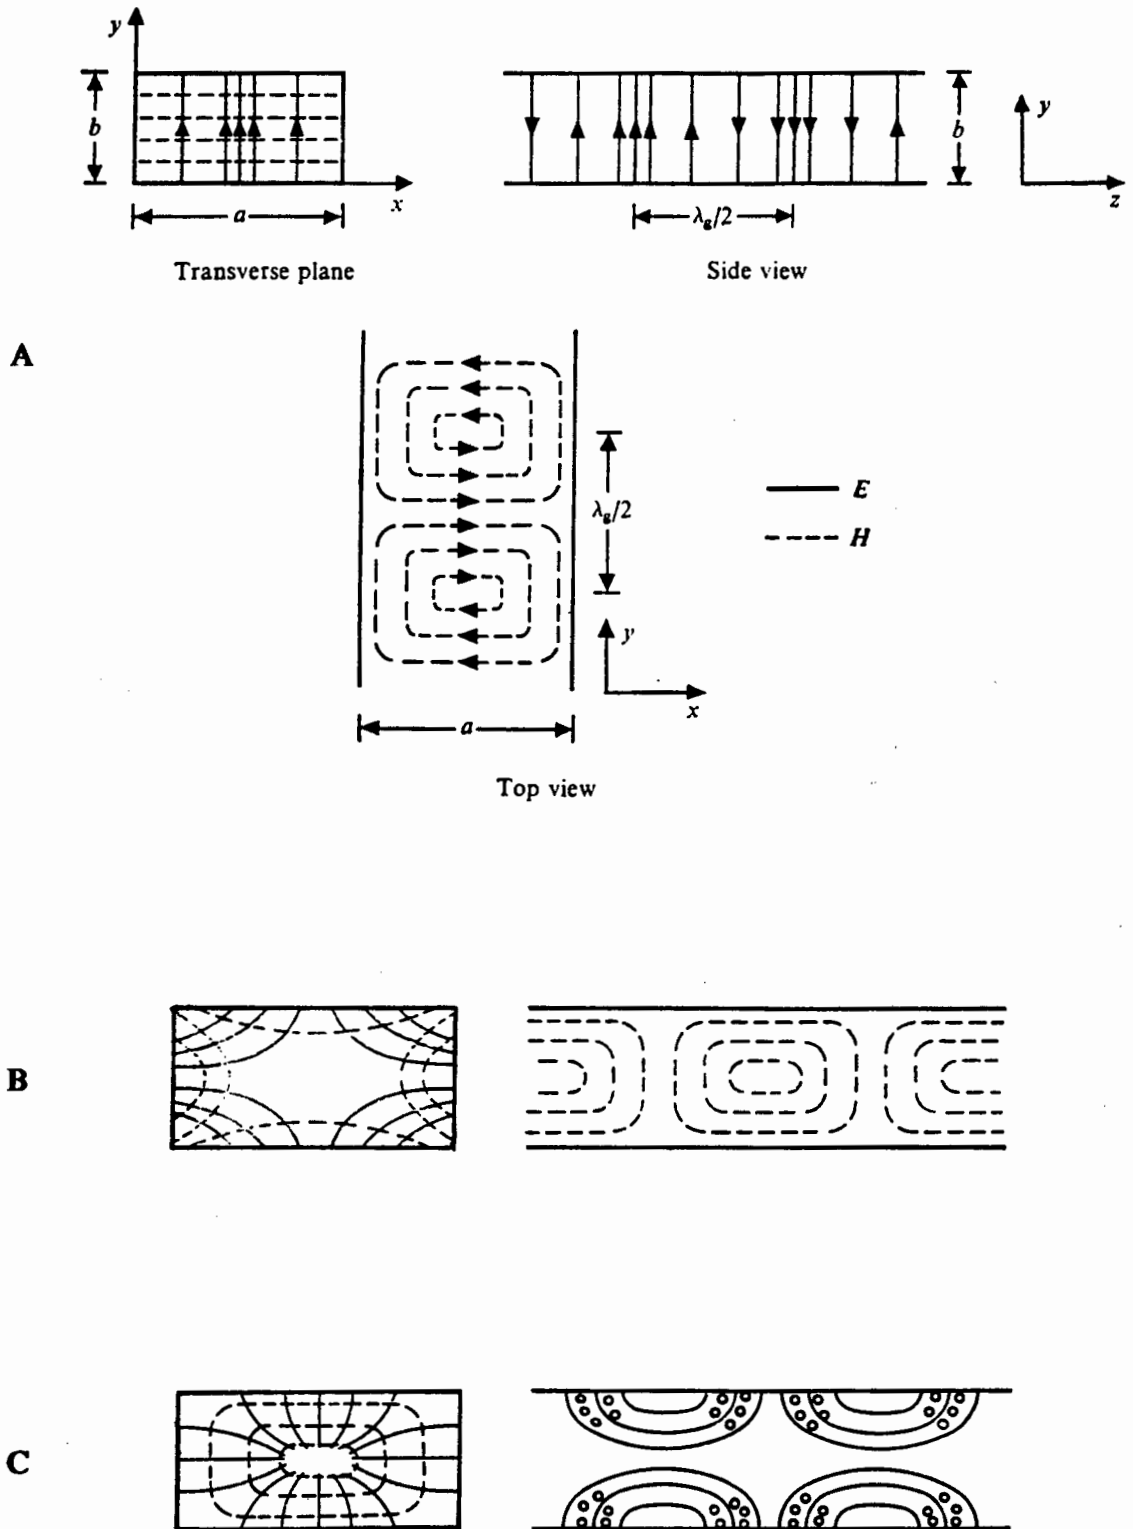 y
b
x
a
Transverse plane
λg/2
b
y
z
Side view
A
λg/2
E
H
y
x
a
Top view
B
C